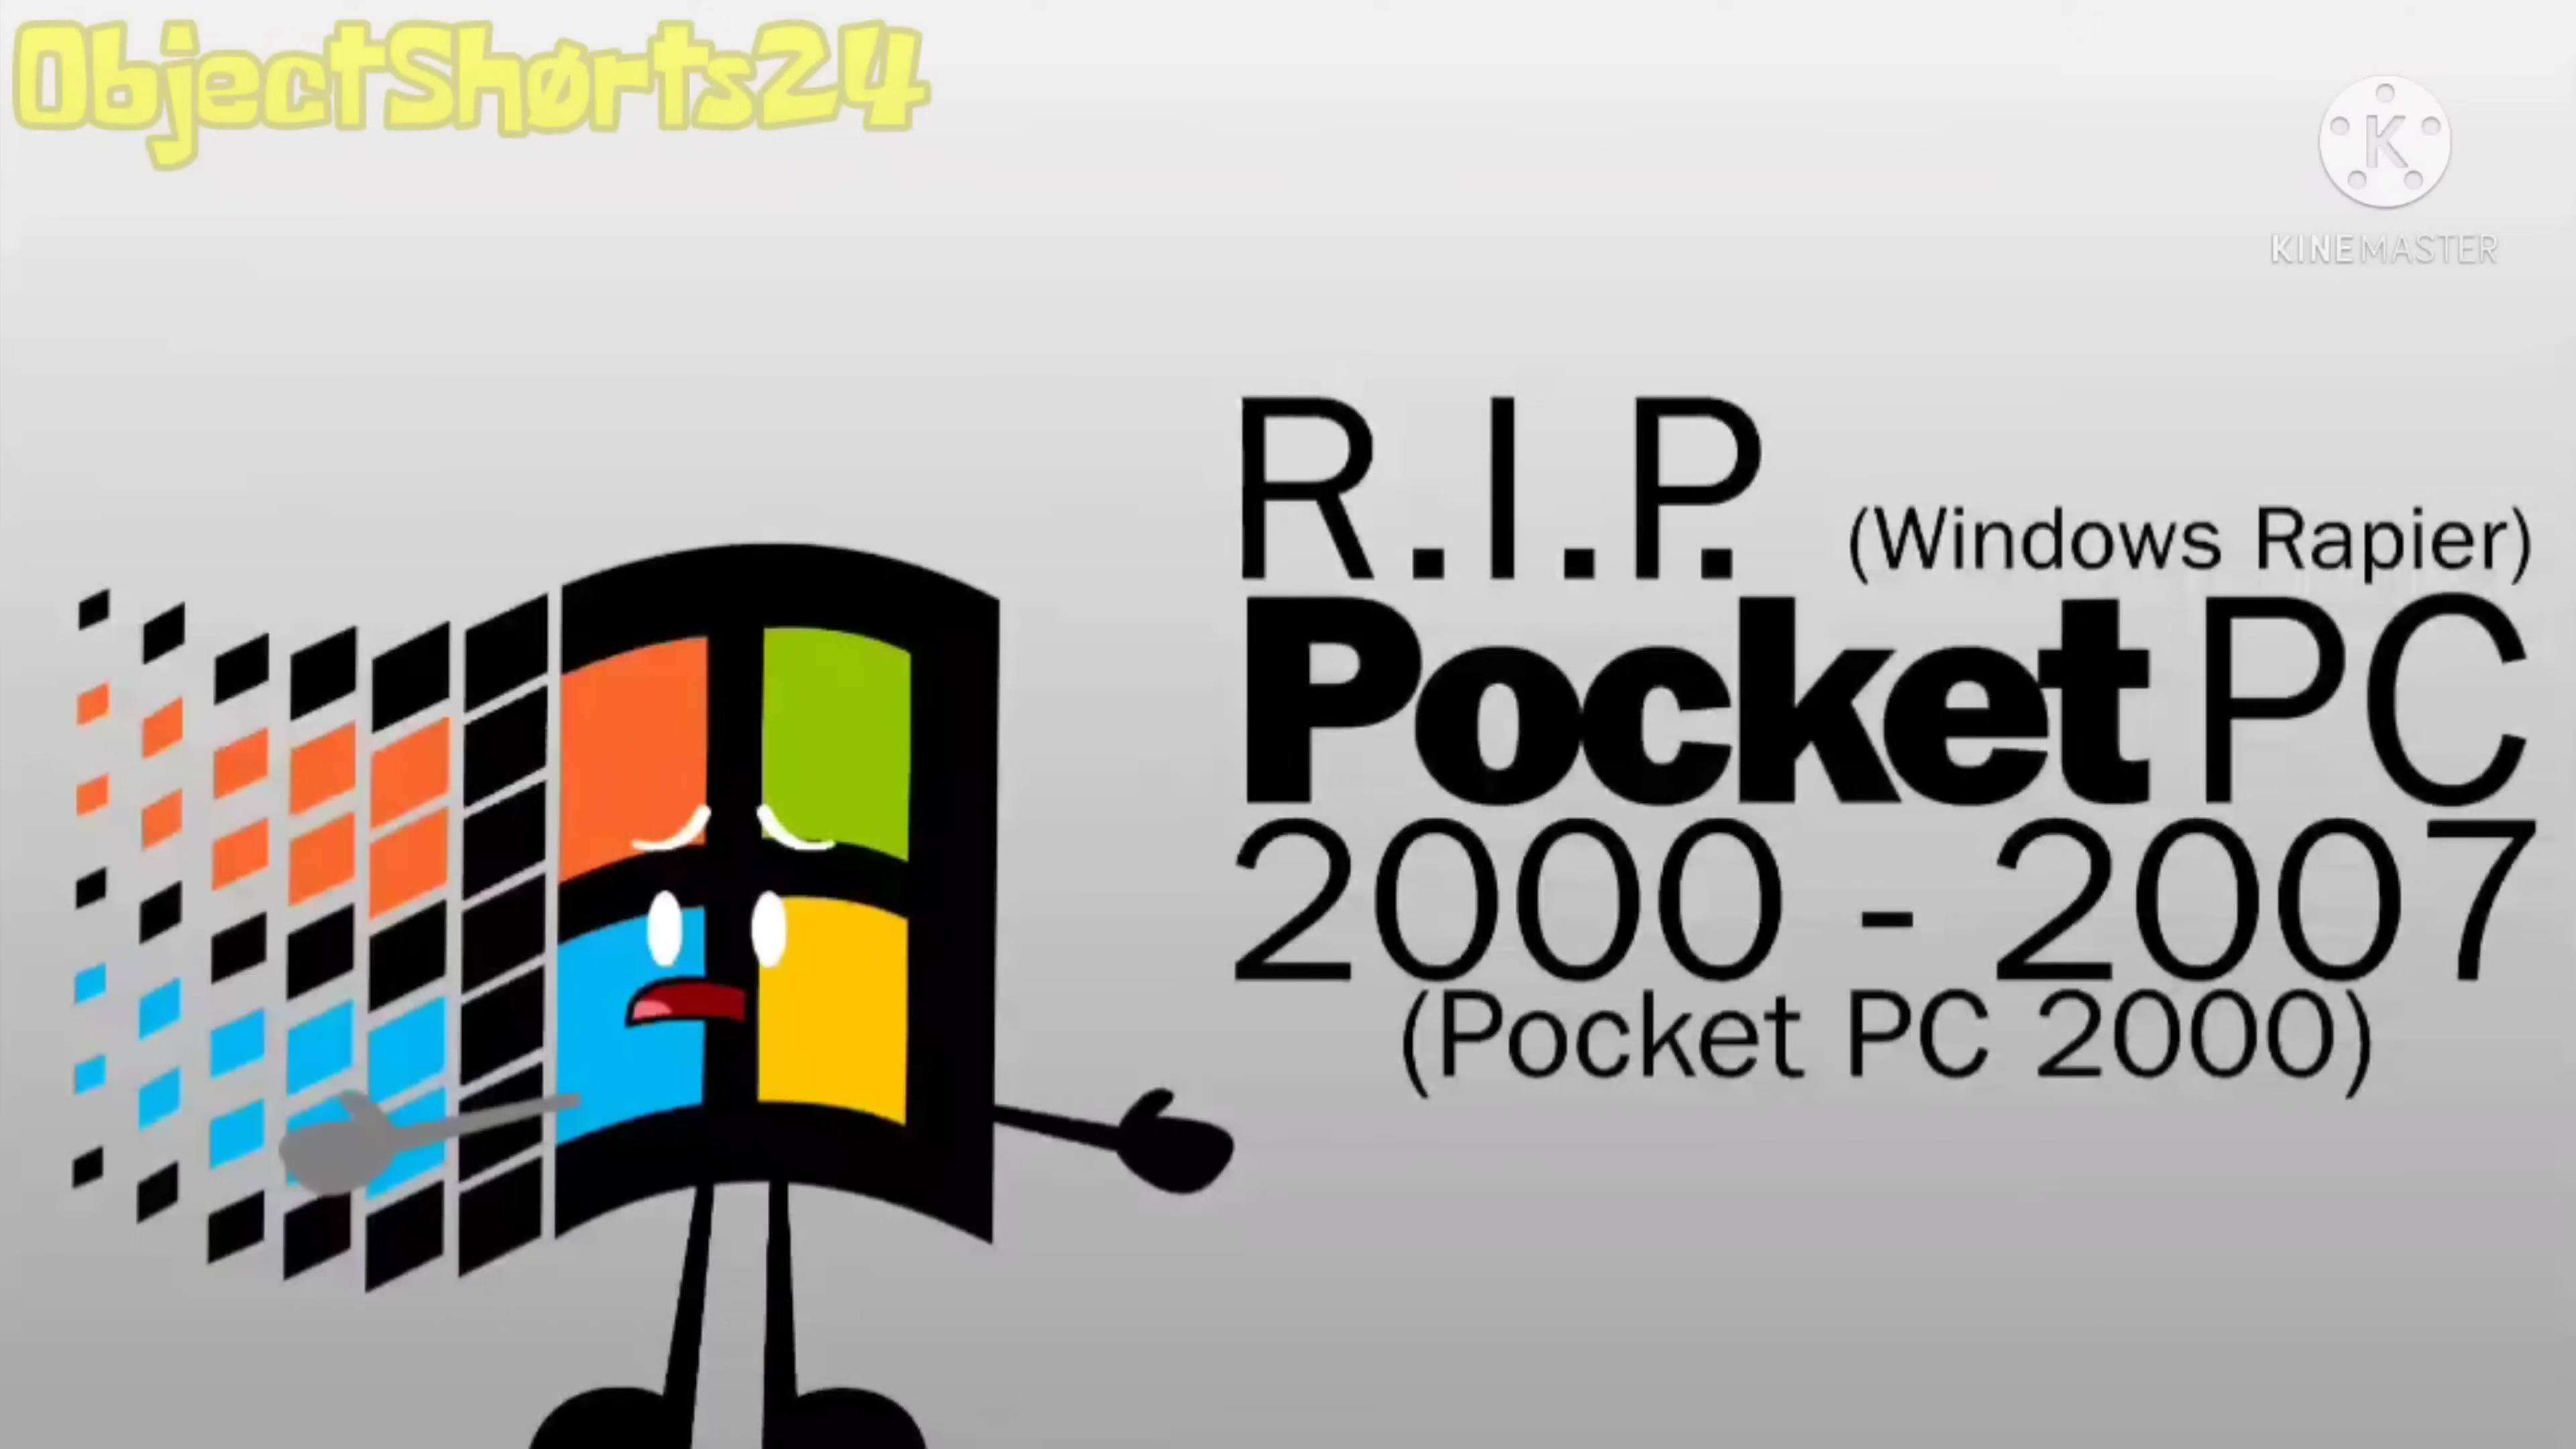 ObjectShørts24
K
KINEMASTER
R.I.P. (Windows Rapier)
Pocket PC
2000 - 2007
(Pocket PC 2000)